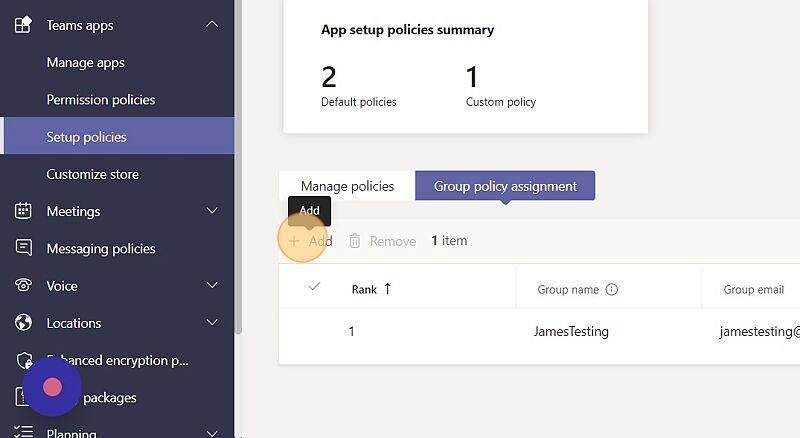 Teams apps
Manage apps
Permission policies
Setup policies
Customize store
Meetings
Messaging policies
Voice
Locations
Enhanced encryption p...
packages
Planning
App setup policies summary
2 1
Default policies Custom policy
Manage policies Group policy assignment
Add
+ Add Remove 1 item
Rank ↑ Group name Group email
1 JamesTesting jamestesting@